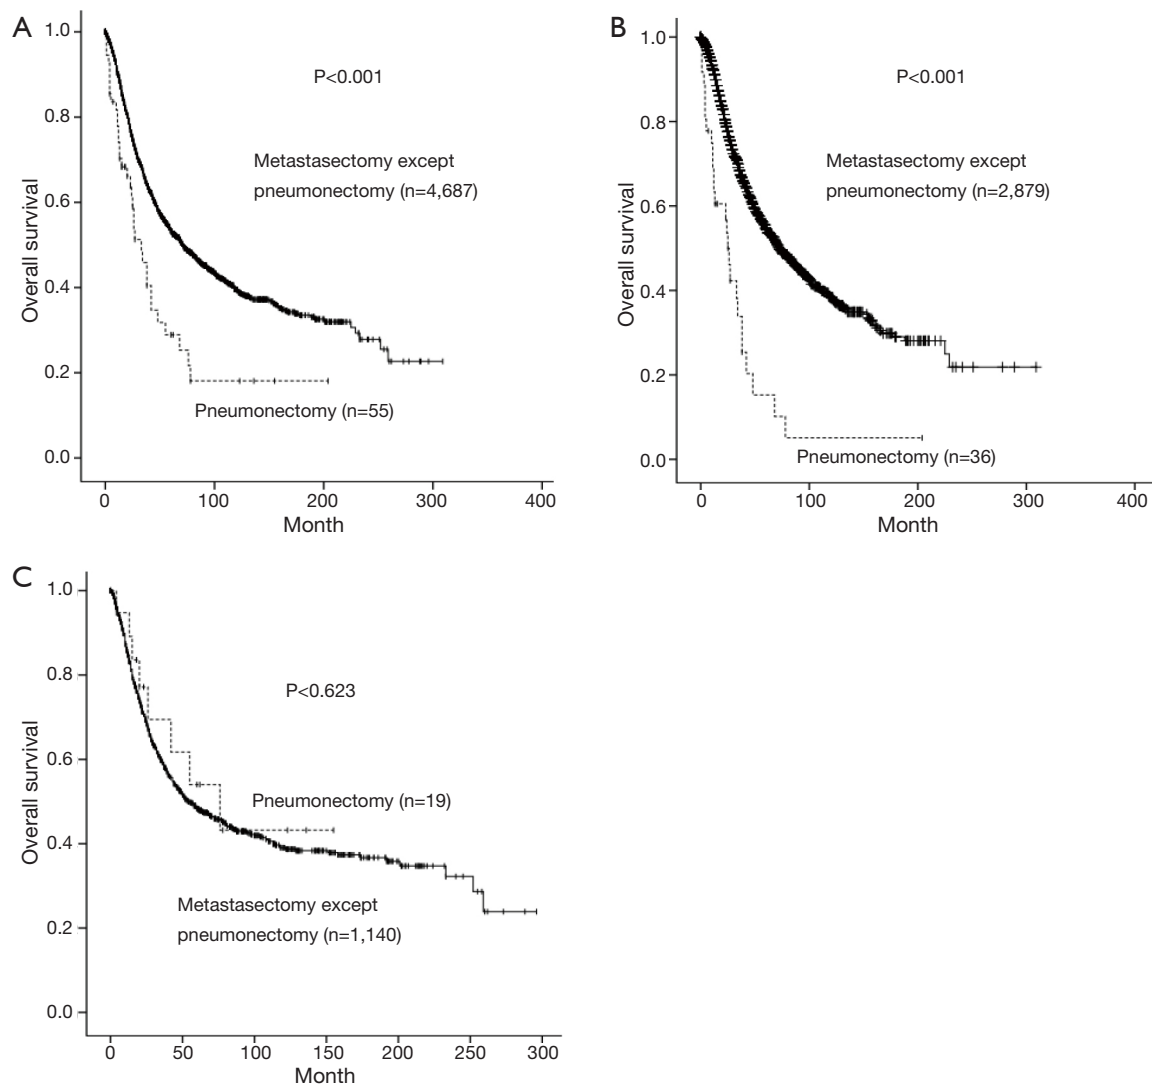 A
1.0
0.8
0.6
0.4
0.2
0.0
Overall survival
P<0.001
Metastasectomy except
pneumonectomy (n=4,687)
Pneumonectomy (n=55)
0 100 200 300 400
Month
B
1.0
0.8
0.6
0.4
0.2
0.0
Overall survival
P<0.001
Metastasectomy except
pneumonectomy (n=2,879)
Pneumonectomy (n=36)
0 100 200 300 400
Month
C
1.0
0.8
0.6
0.4
0.2
0.0
Overall survival
P<0.623
Pneumonectomy (n=19)
Metastasectomy except
pneumonectomy (n=1,140)
0 50 100 150 200 250 300
Month